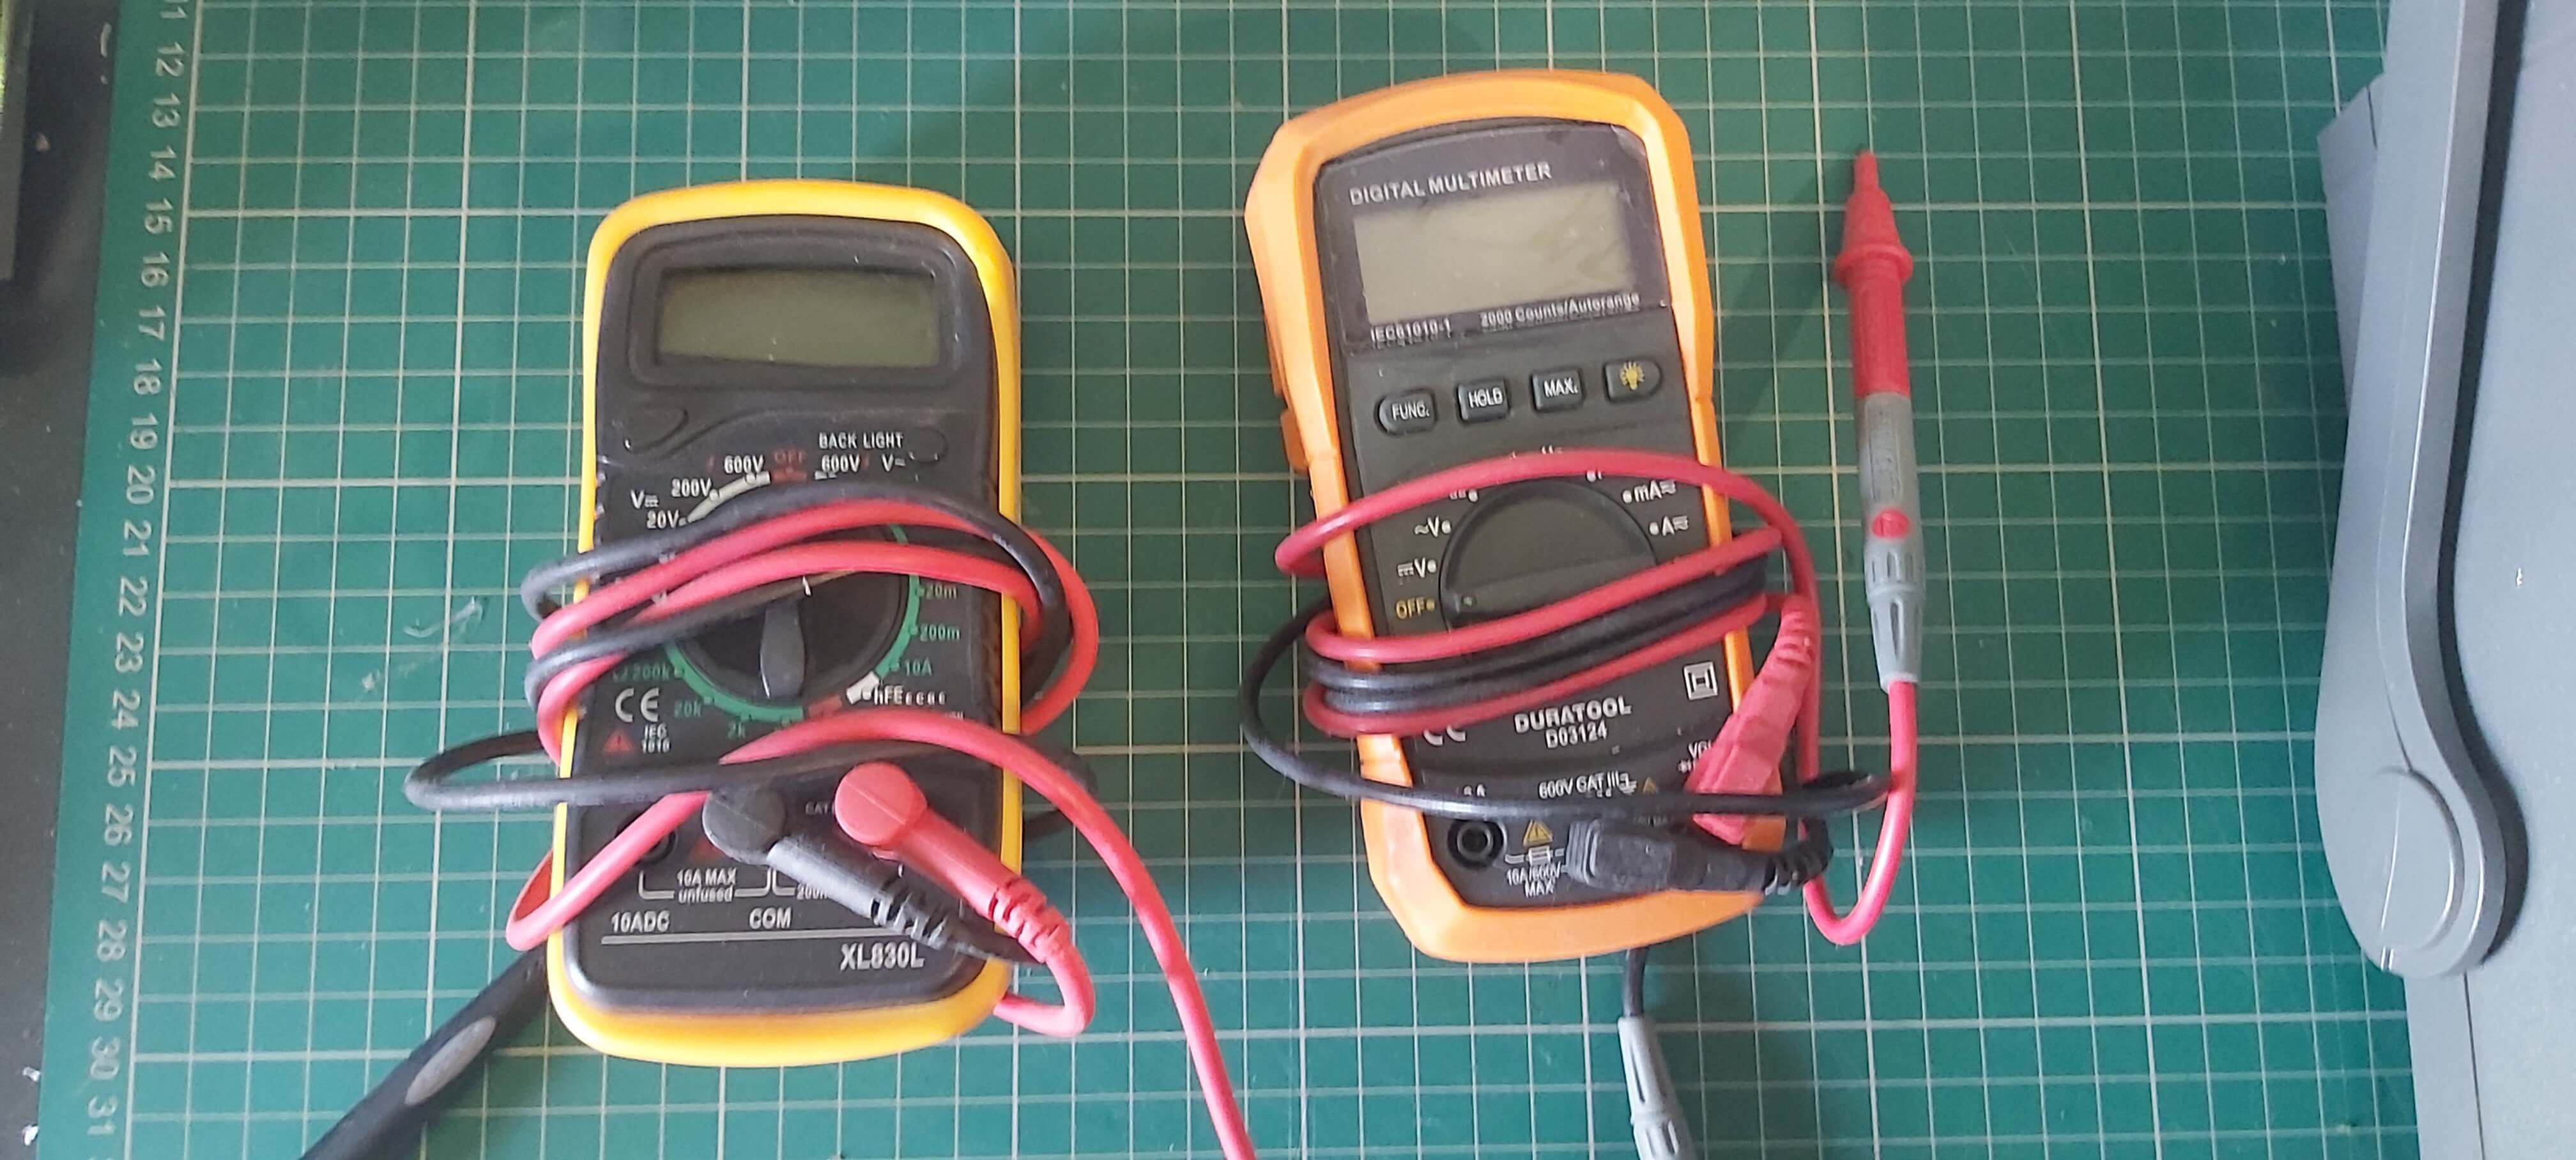 11
12
13
14
15
16
17
18
19
20
21
22
23
24
25
26
27
28
29
30
31
BACK LIGHT
600V OFF 600V V~
V⎓ 200V
20V
20m
200m
200k 10A
hFE
CE 20k
2k
IEC
1010
CAT
10A MAX
unfused
10ADC COM
XL830L
DIGITAL MULTIMETER
IEC61010-1 2000 Counts/Autorange
FUNC. HOLD MAX.
mA≂
~V A≂
⎓V
OFF
CE DURATOOL
D03124
600V CAT III
10A/600V
MAX